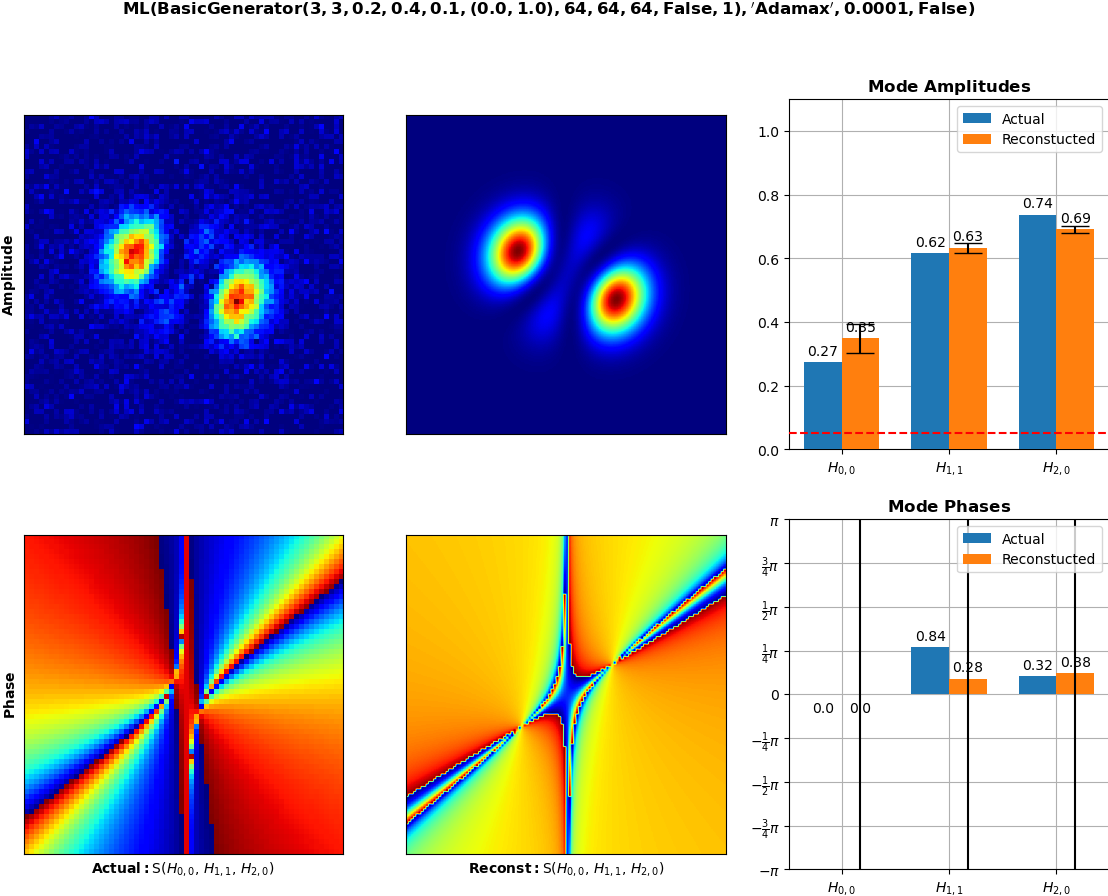 ML(BasicGenerator(3, 3, 0.2, 0.4, 0.1, (0.0, 1.0), 64, 64, 64, False, 1), ′Adamax′, 0.0001, False)
Amplitude
Mode Amplitudes
Actual
Reconstucted
1.0
0.8
0.6
0.4
0.2
0.0
0.27
0.35
0.62
0.63
0.74
0.69
H0,0
H1,1
H2,0
Phase
Actual: S(H0,0, H1,1, H2,0)
Reconst: S(H0,0, H1,1, H2,0)
Mode Phases
Actual
Reconstucted
π
3/4π
1/2π
1/4π
0
−1/4π
−1/2π
−3/4π
−π
0.0
0.0
0.84
0.28
0.32
0.38
H0,0
H1,1
H2,0